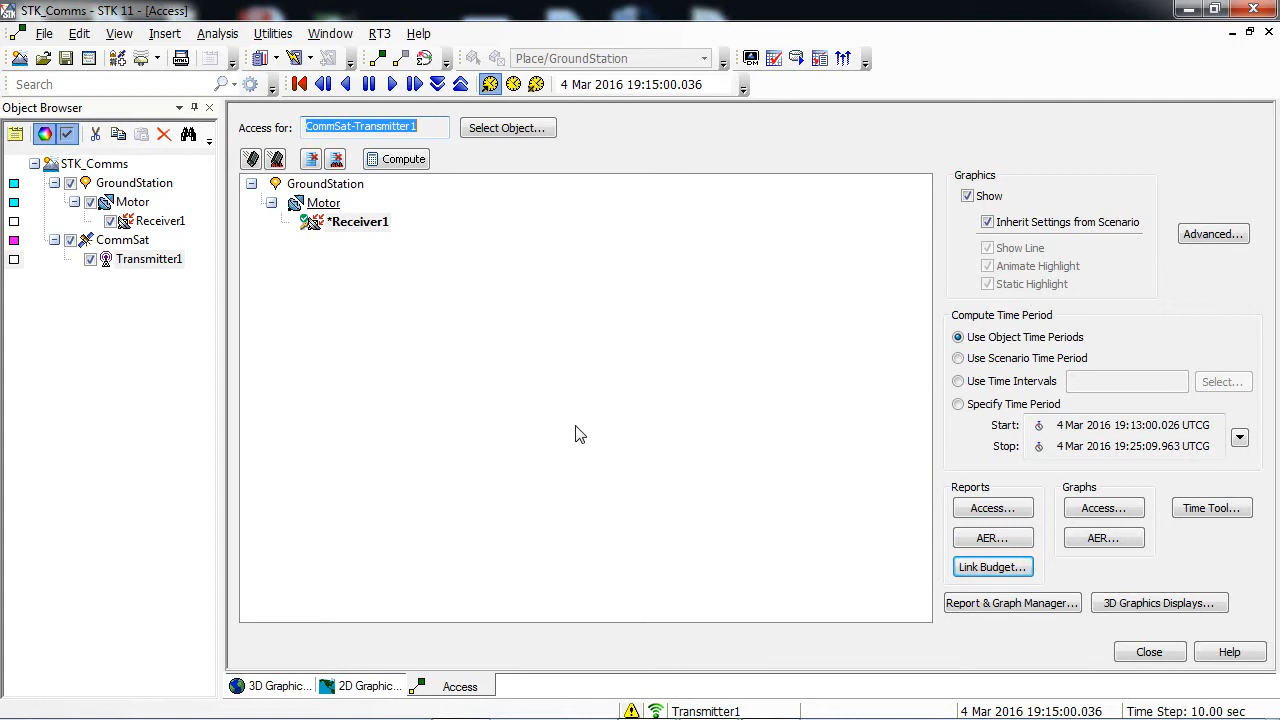 STK_Comms - STK 11 - [Access]
File Edit View Insert Analysis Utilities Window RT3 Help
Place/GroundStation
Search
4 Mar 2016 19:15:00.036
Object Browser
STK_Comms
GroundStation
Motor
Receiver1
CommSat
Transmitter1
Access for: CommSat-Transmitter1 Select Object...
Compute
GroundStation
Motor
*Receiver1
Graphics
Show
Inherit Settings from Scenario
Show Line
Animate Highlight
Static Highlight
Advanced...
Compute Time Period
Use Object Time Periods
Use Scenario Time Period
Use Time Intervals Select...
Specify Time Period
Start: 4 Mar 2016 19:13:00.026 UTCG
Stop: 4 Mar 2016 19:25:09.963 UTCG
Reports Graphs
Access... Access... Time Tool...
AER... AER...
Link Budget...
Report & Graph Manager... 3D Graphics Displays...
Close Help
3D Graphic... 2D Graphic... Access
Transmitter1 4 Mar 2016 19:15:00.036 Time Step: 10.00 sec